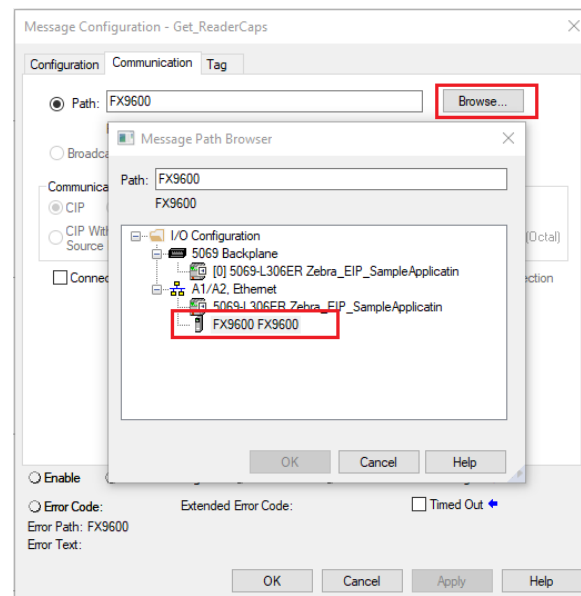 Message Configuration - Get_ReaderCaps
Configuration Communication Tag
Path: FX9600 Browse...
Message Path Browser
Broadca
Path: FX9600
FX9600
Communica
CIP
CIP With
Source
(Octal)
I/O Configuration
5069 Backplane
[0] 5069-L306ER Zebra_EIP_SampleApplicatin
A1/A2, Ethernet
5069-L306ER Zebra_EIP_SampleApplicatin
FX9600 FX9600
Connec
ection
OK Cancel Help
Enable
Error Code: Extended Error Code: Timed Out
Error Path: FX9600
Error Text:
OK Cancel Apply Help